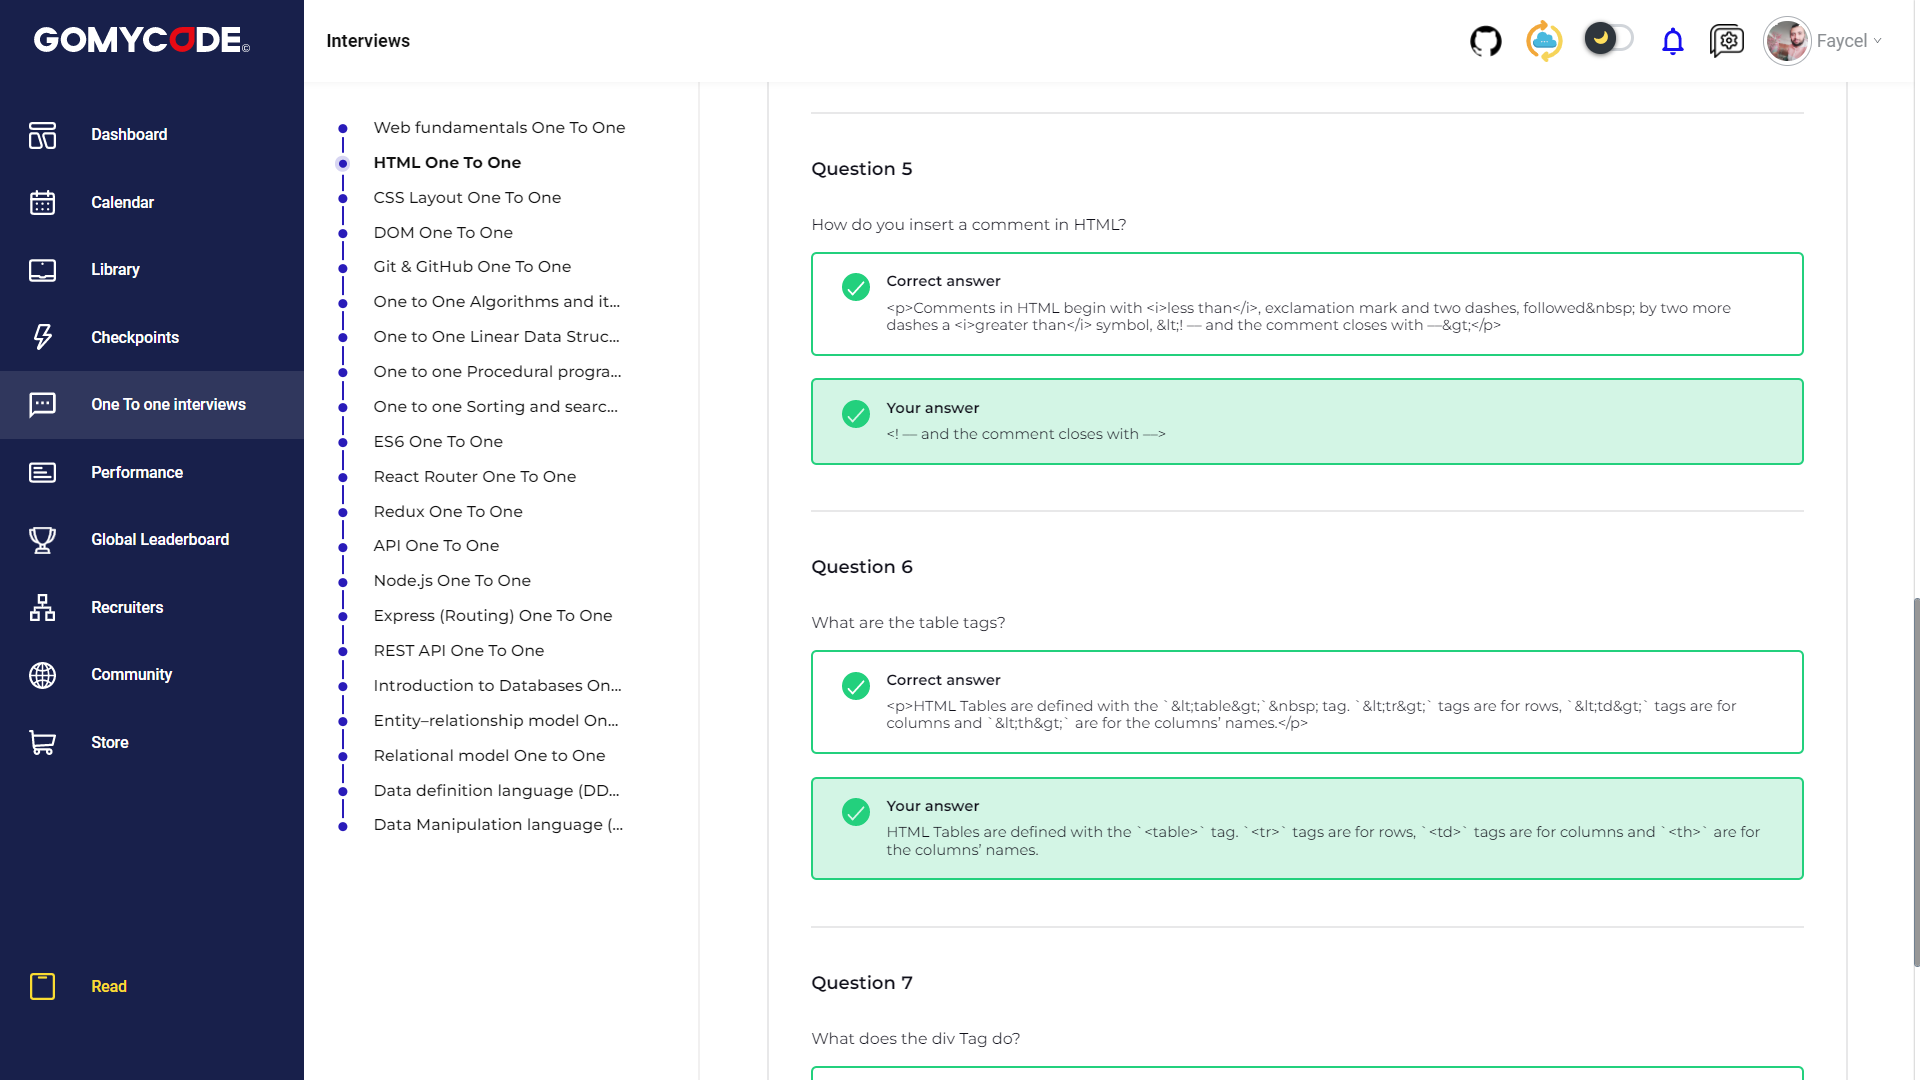 GOMYCODE©
Dashboard
Calendar
Library
Checkpoints
One To one interviews
Performance
Global Leaderboard
Recruiters
Community
Store
Read
Interviews
Faycel
Web fundamentals One To One
HTML One To One
CSS Layout One To One
DOM One To One
Git & GitHub One To One
One to One Algorithms and it...
One to One Linear Data Struc...
One to one Procedural progra...
One to one Sorting and searc...
ES6 One To One
React Router One To One
Redux One To One
API One To One
Node.js One To One
Express (Routing) One To One
REST API One To One
Introduction to Databases On...
Entity–relationship model On...
Relational model One to One
Data definition language (DD...
Data Manipulation language (...
Question 5
How do you insert a comment in HTML?
Correct answer
<p>Comments in HTML begin with <i>less than</i>, exclamation mark and two dashes, followed&nbsp; by two more
dashes a <i>greater than</i> symbol, &lt;! — and the comment closes with —&gt;</p>
Your answer
<! — and the comment closes with —>
Question 6
What are the table tags?
Correct answer
<p>HTML Tables are defined with the `&lt;table&gt;`&nbsp; tag. `&lt;tr&gt;` tags are for rows, `&lt;td&gt;` tags are for
columns and `&lt;th&gt;` are for the columns’ names.</p>
Your answer
HTML Tables are defined with the `<table>` tag. `<tr>` tags are for rows, `<td>` tags are for columns and `<th>` are for
the columns’ names.
Question 7
What does the div Tag do?